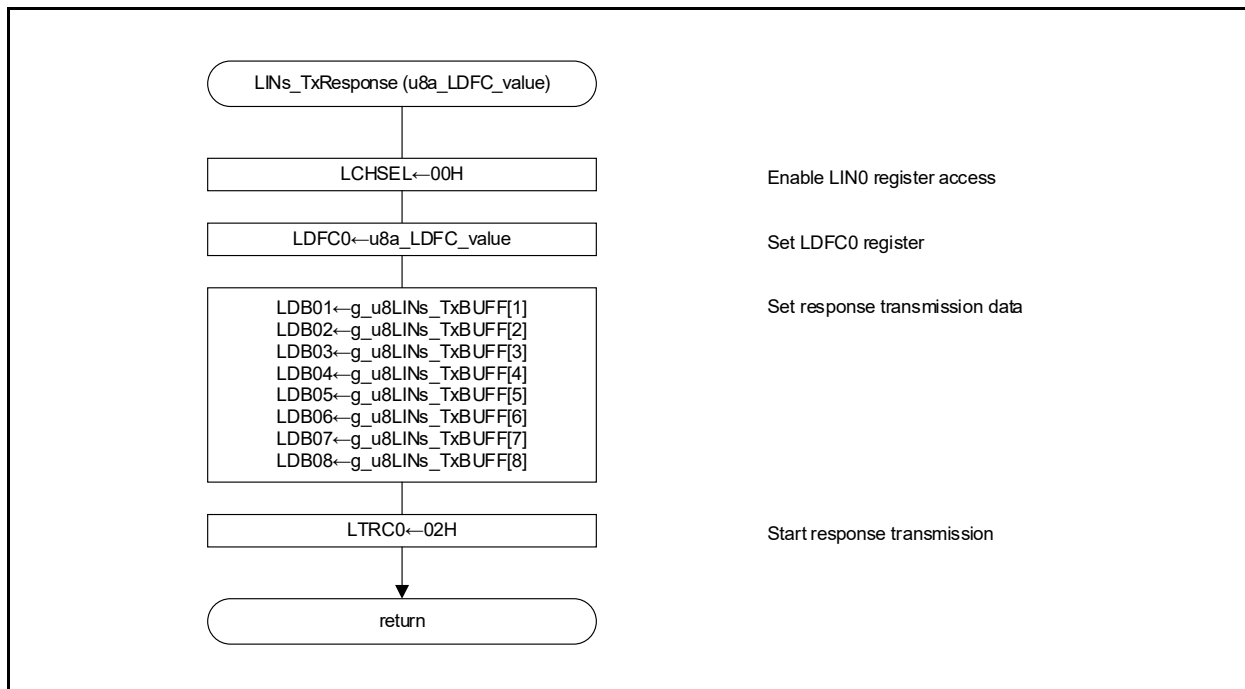 LINs_TxResponse (u8a_LDFC_value)
LCHSEL←00H
Enable LIN0 register access
LDFC0←u8a_LDFC_value
Set LDFC0 register
LDB01←g_u8LINs_TxBUFF[1]
Set response transmission data
LDB02←g_u8LINs_TxBUFF[2]
LDB03←g_u8LINs_TxBUFF[3]
LDB04←g_u8LINs_TxBUFF[4]
LDB05←g_u8LINs_TxBUFF[5]
LDB06←g_u8LINs_TxBUFF[6]
LDB07←g_u8LINs_TxBUFF[7]
LDB08←g_u8LINs_TxBUFF[8]
LTRC0←02H
Start response transmission
return